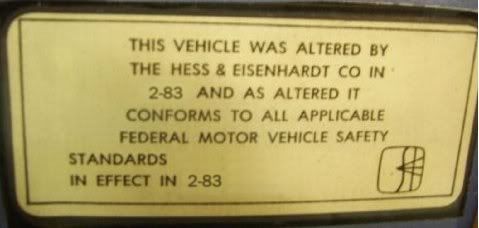 THIS VEHICLE WAS ALTERED BY
THE HESS & EISENHARDT CO IN
2-83 AND AS ALTERED IT
CONFORMS TO ALL APPLICABLE
FEDERAL MOTOR VEHICLE SAFETY
STANDARDS
IN EFFECT IN 2-83